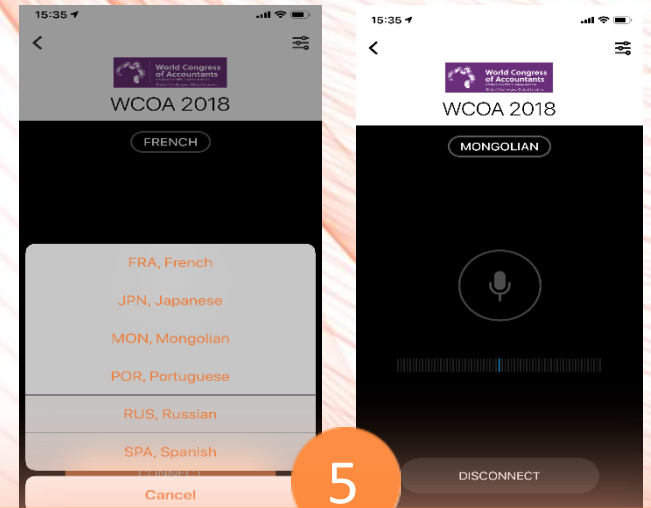 15:35
World Congress
of Accountants
WCOA 2018
FRENCH
FRA, French
JPN, Japanese
MON, Mongolian
POR, Portuguese
RUS, Russian
SPA, Spanish
CONNECT
Cancel
15:35
World Congress
of Accountants
WCOA 2018
MONGOLIAN
DISCONNECT
5